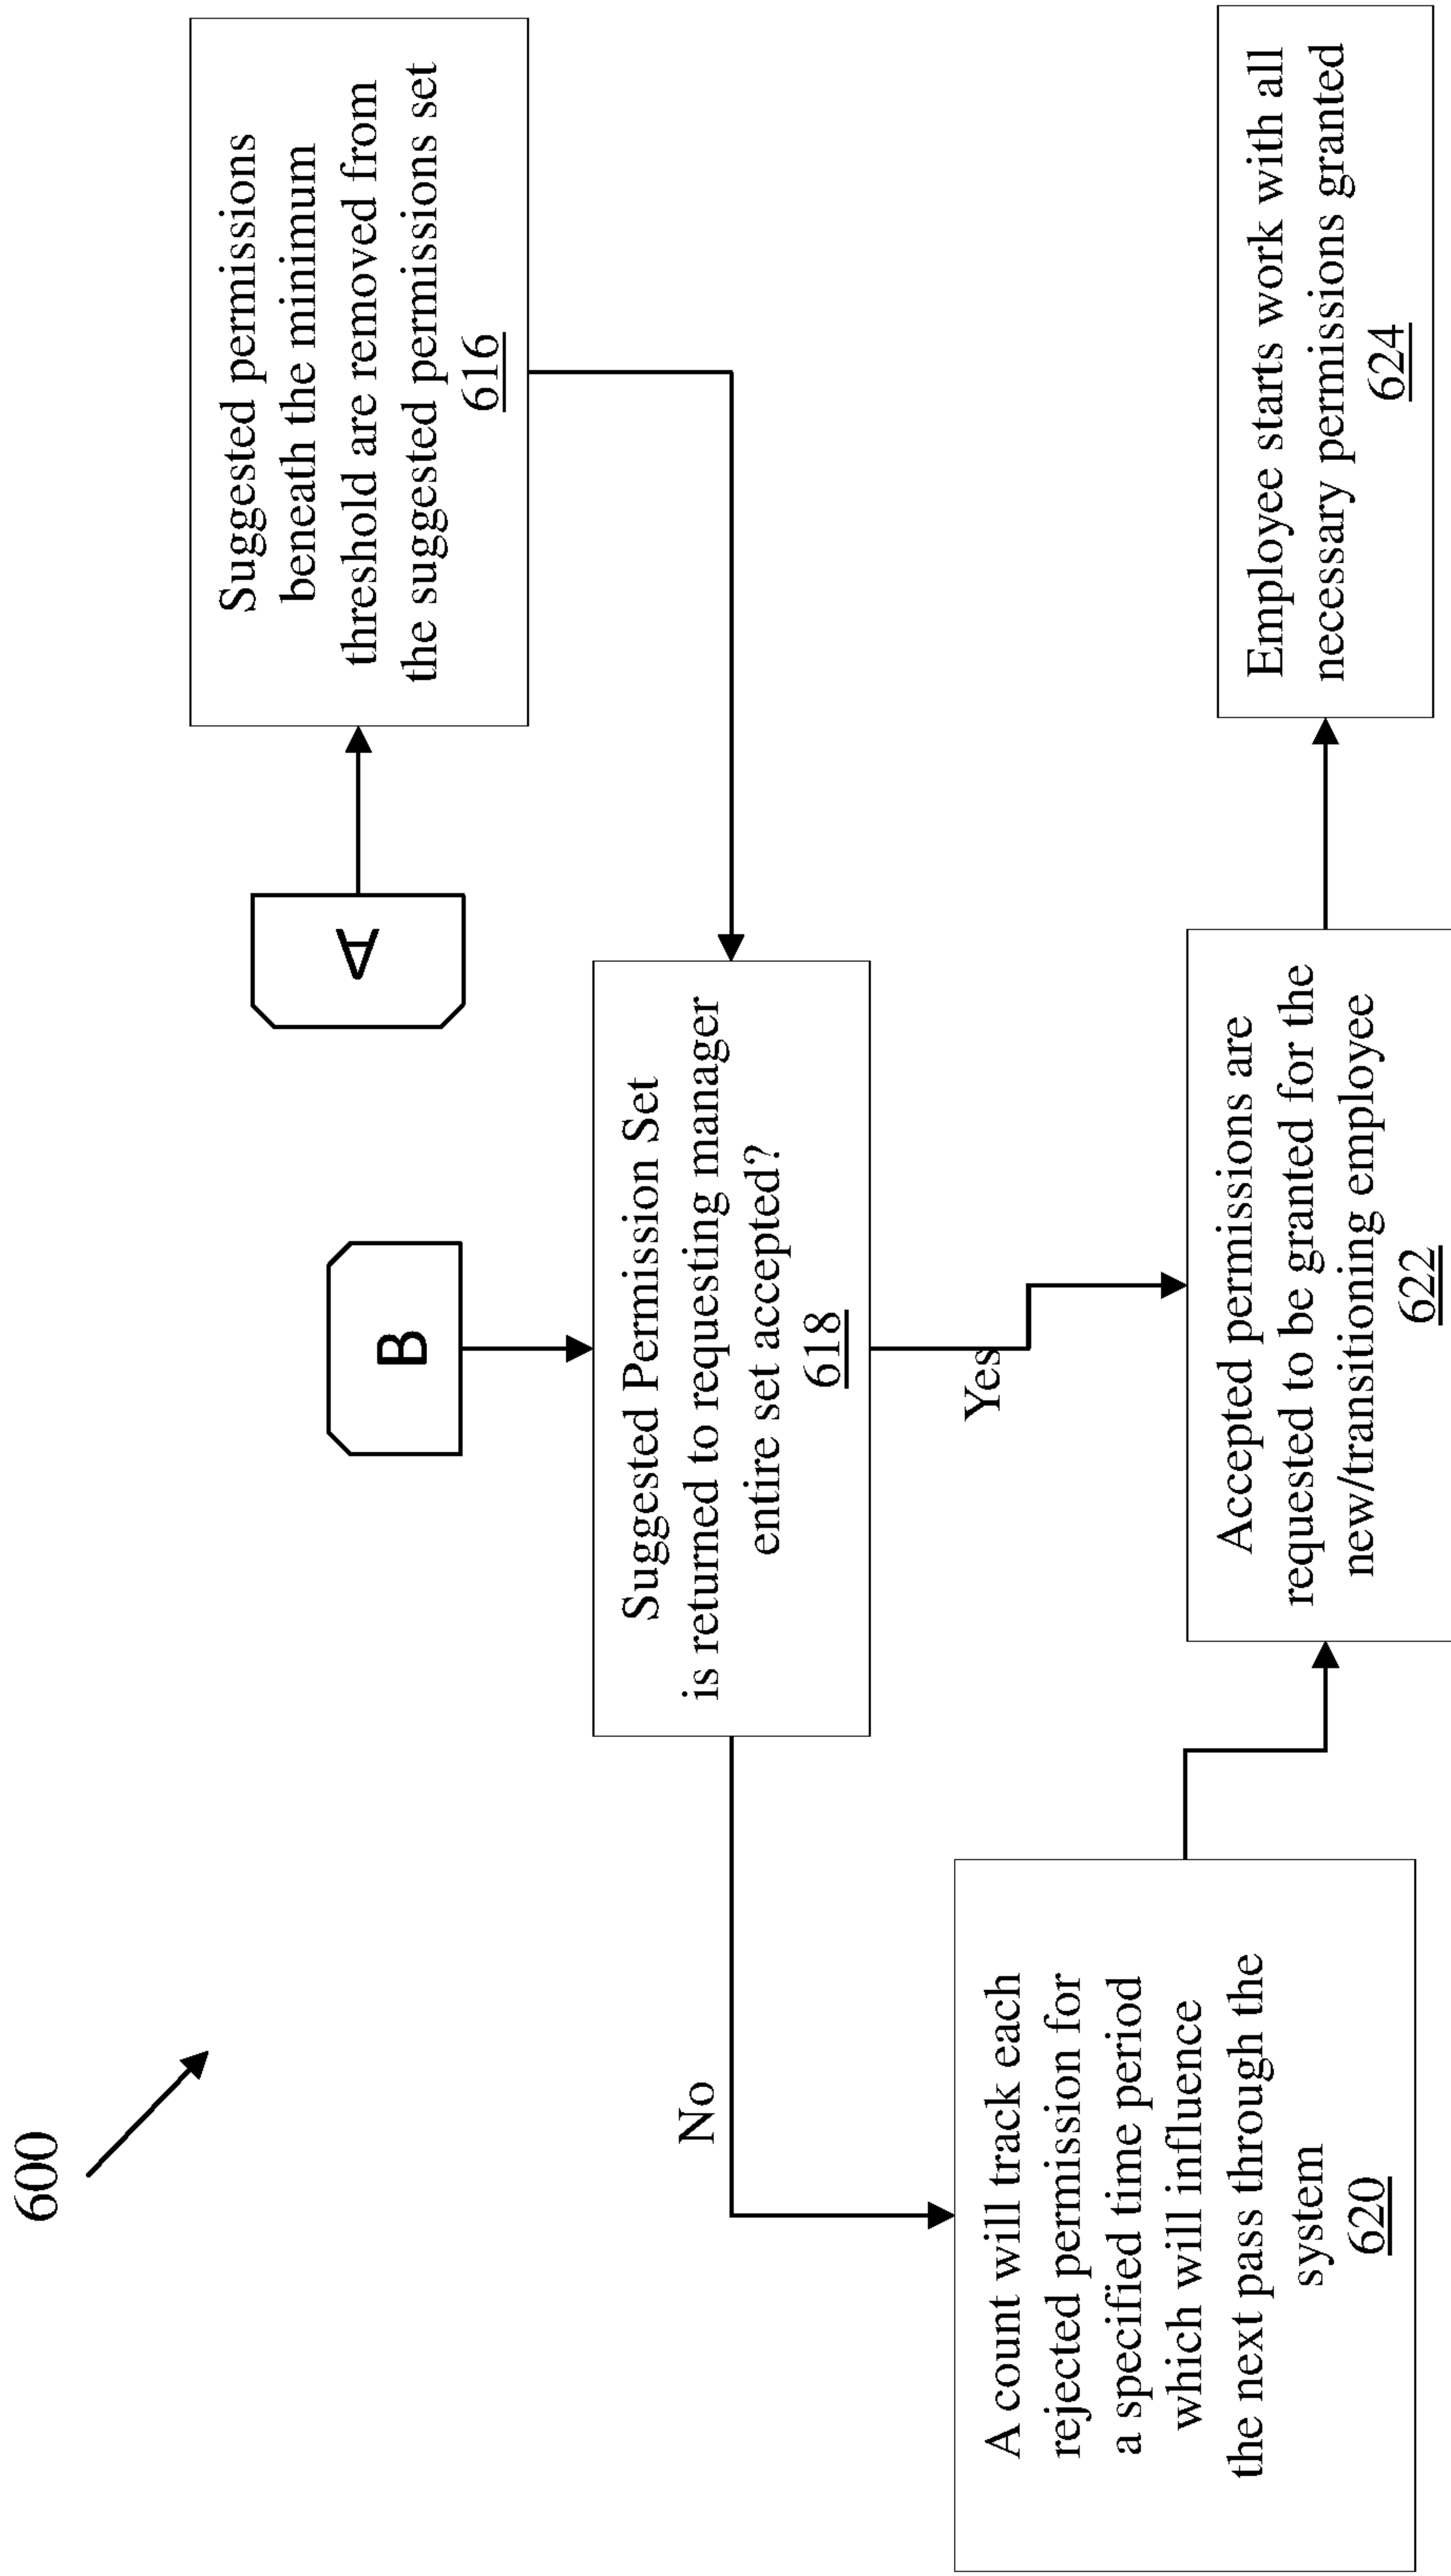 600
A
Suggested permissions
beneath the minimum
threshold are removed from
the suggested permissions set
616
B
Suggested Permission Set
is returned to requesting manager
entire set accepted?
618
No
Yes
A count will track each
rejected permission for
a specified time period
which will influence
the next pass through the
system
620
Accepted permissions are
requested to be granted for the
new/transitioning employee
622
Employee starts work with all
necessary permissions granted
624